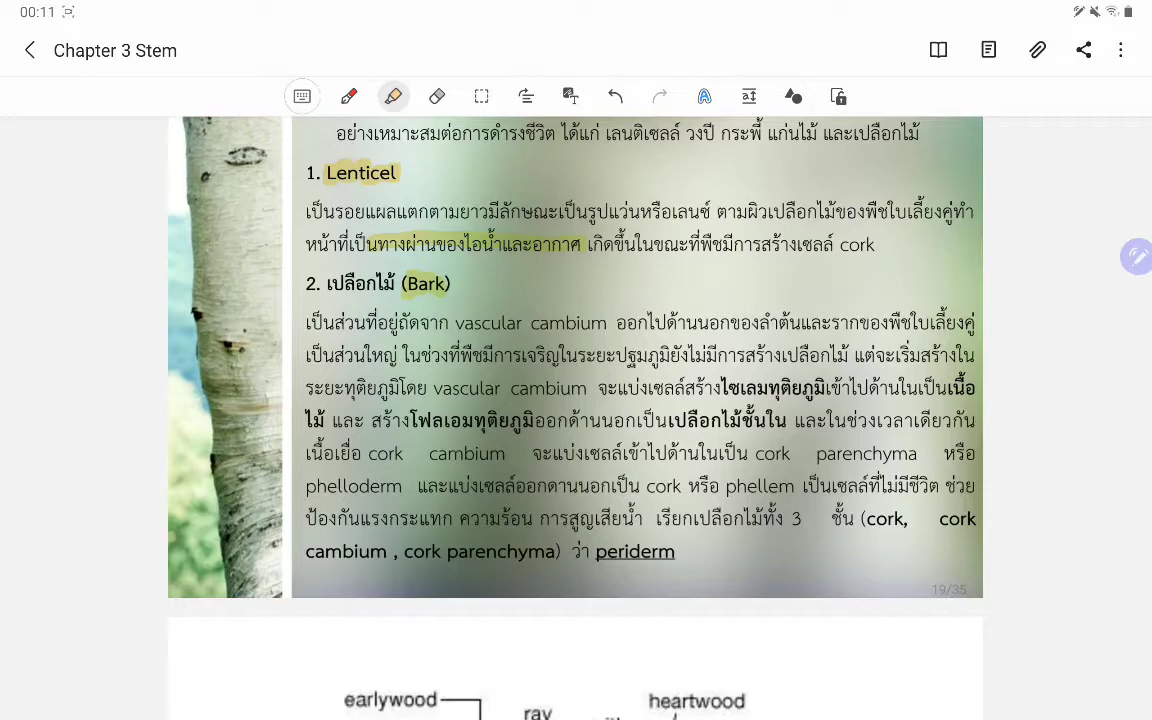 00:11
Chapter 3 Stem
อย่างเหมาะสมต่อการดำรงชีวิต ได้แก่ เลนติเซลล์ วงปี กระพี้ แก่นไม้ และเปลือกไม้
1. Lenticel
เป็นรอยแผลแตกตามยาวมีลักษณะเป็นรูปแว่นหรือเลนซ์ ตามผิวเปลือกไม้ของพืชใบเลี้ยงคู่ทำ
หน้าที่เป็นทางผ่านของไอน้ำและอากาศ เกิดขึ้นในขณะที่พืชมีการสร้างเซลล์ cork
2. เปลือกไม้ (Bark)
เป็นส่วนที่อยู่ถัดจาก vascular cambium ออกไปด้านนอกของลำต้นและรากของพืชใบเลี้ยงคู่
เป็นส่วนใหญ่ ในช่วงที่พืชมีการเจริญในระยะปฐมภูมิยังไม่มีการสร้างเปลือกไม้ แต่จะเริ่มสร้างใน
ระยะทุติยภูมิโดย vascular cambium จะแบ่งเซลล์สร้างไซเลมทุติยภูมิเข้าไปด้านในเป็นเนื้อ
ไม้ และ สร้างโฟลเอมทุติยภูมิออกด้านนอกเป็นเปลือกไม้ชั้นใน และในช่วงเวลาเดียวกัน
เนื้อเยื่อ cork cambium จะแบ่งเซลล์เข้าไปด้านในเป็น cork parenchyma หรือ
phelloderm และแบ่งเซลล์ออกดานนอกเป็น cork หรือ phellem เป็นเซลล์ที่ไม่มีชีวิต ช่วย
ป้องกันแรงกระแทก ความร้อน การสูญเสียน้ำ เรียกเปลือกไม้ทั้ง 3 ชั้น (cork, cork
cambium , cork parenchyma) ว่า periderm
19/35
earlywood
ray
heartwood